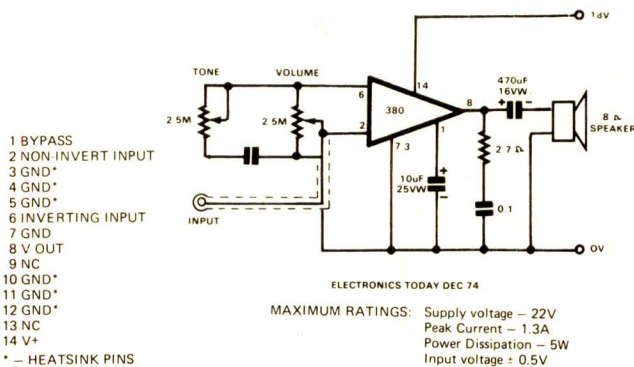 18V
TONE VOLUME
2 5M 2 5M
6
2
380
14
8
7 3
1
470uF
16VW
+ -
8 Ω
SPEAKER
2 7 Ω
10uF
25VW
+
-
0.1
INPUT
0V
1 BYPASS
2 NON-INVERT INPUT
3 GND*
4 GND*
5 GND*
6 INVERTING INPUT
7 GND
8 V OUT
9 NC
10 GND*
11 GND*
12 GND*
13 NC
14 V+
* – HEATSINK PINS
ELECTRONICS TODAY DEC 74
MAXIMUM RATINGS: Supply voltage – 22V
Peak Current – 1.3A
Power Dissipation – 5W
Input voltage ± 0.5V